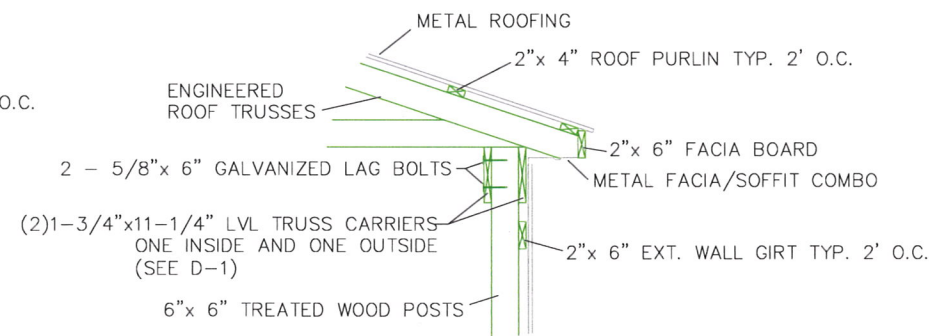 METAL ROOFING
2"x 4" ROOF PURLIN TYP. 2' O.C.
ENGINEERED
ROOF TRUSSES
O.C.
2"x 6" FACIA BOARD
2 - 5/8"x 6" GALVANIZED LAG BOLTS
METAL FACIA/SOFFIT COMBO
(2)1-3/4"x11-1/4" LVL TRUSS CARRIERS
ONE INSIDE AND ONE OUTSIDE
(SEE D-1)
2"x 6" EXT. WALL GIRT TYP. 2' O.C.
6"x 6" TREATED WOOD POSTS